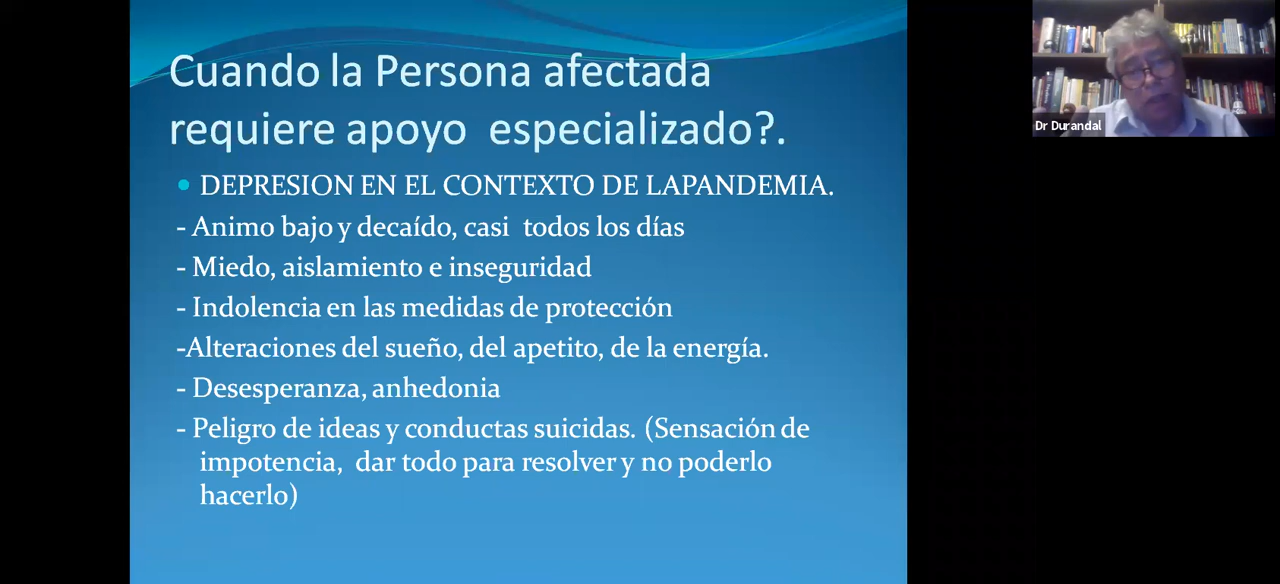 Cuando la Persona afectada
requiere apoyo especializado?.
• DEPRESION EN EL CONTEXTO DE LAPANDEMIA.
- Animo bajo y decaído, casi todos los días
- Miedo, aislamiento e inseguridad
- Indolencia en las medidas de protección
-Alteraciones del sueño, del apetito, de la energía.
- Desesperanza, anhedonia
- Peligro de ideas y conductas suicidas. (Sensación de
impotencia, dar todo para resolver y no poderlo
hacerlo)
Dr Durandal